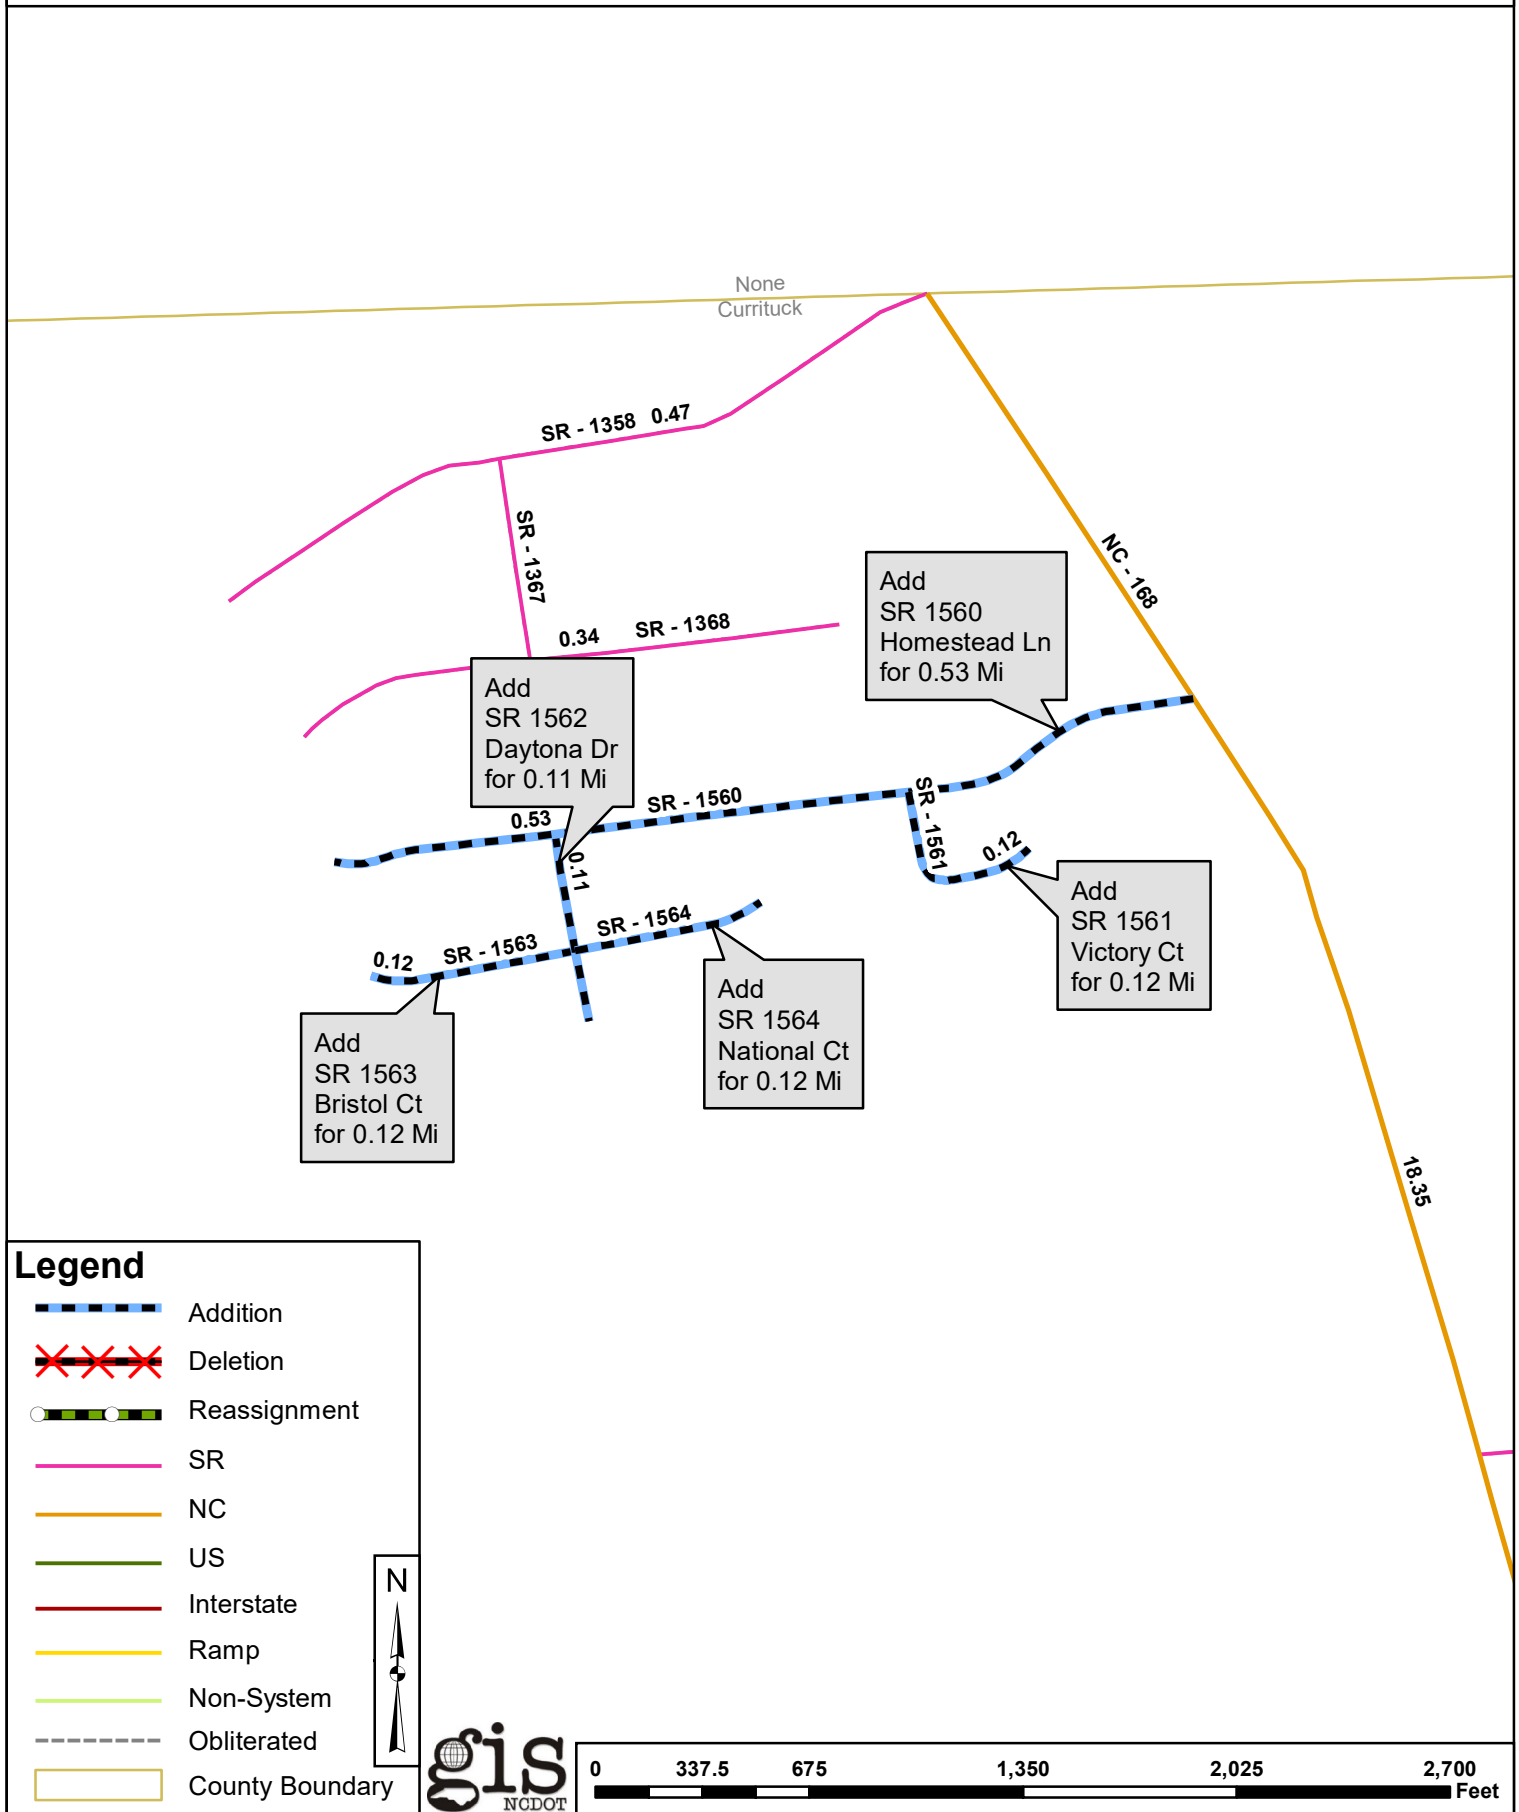 None
Currituck
SR - 1358 0.47
SR - 1367
0.34 SR - 1368
NC - 168
Add
SR 1560
Homestead Ln
for 0.53 Mi
Add
SR 1562
Daytona Dr
for 0.11 Mi
0.53
SR - 1560
SR - 1561
0.12
0.11
Add
SR 1561
Victory Ct
for 0.12 Mi
SR - 1564
SR - 1563
0.12
Add
SR 1564
National Ct
for 0.12 Mi
Add
SR 1563
Bristol Ct
for 0.12 Mi
18.35
Legend
Addition
Deletion
Reassignment
SR
NC
US
Interstate
Ramp
Non-System
Obliterated
County Boundary
N
gis
NCDOT
0 337.5 675 1,350 2,025 2,700
Feet